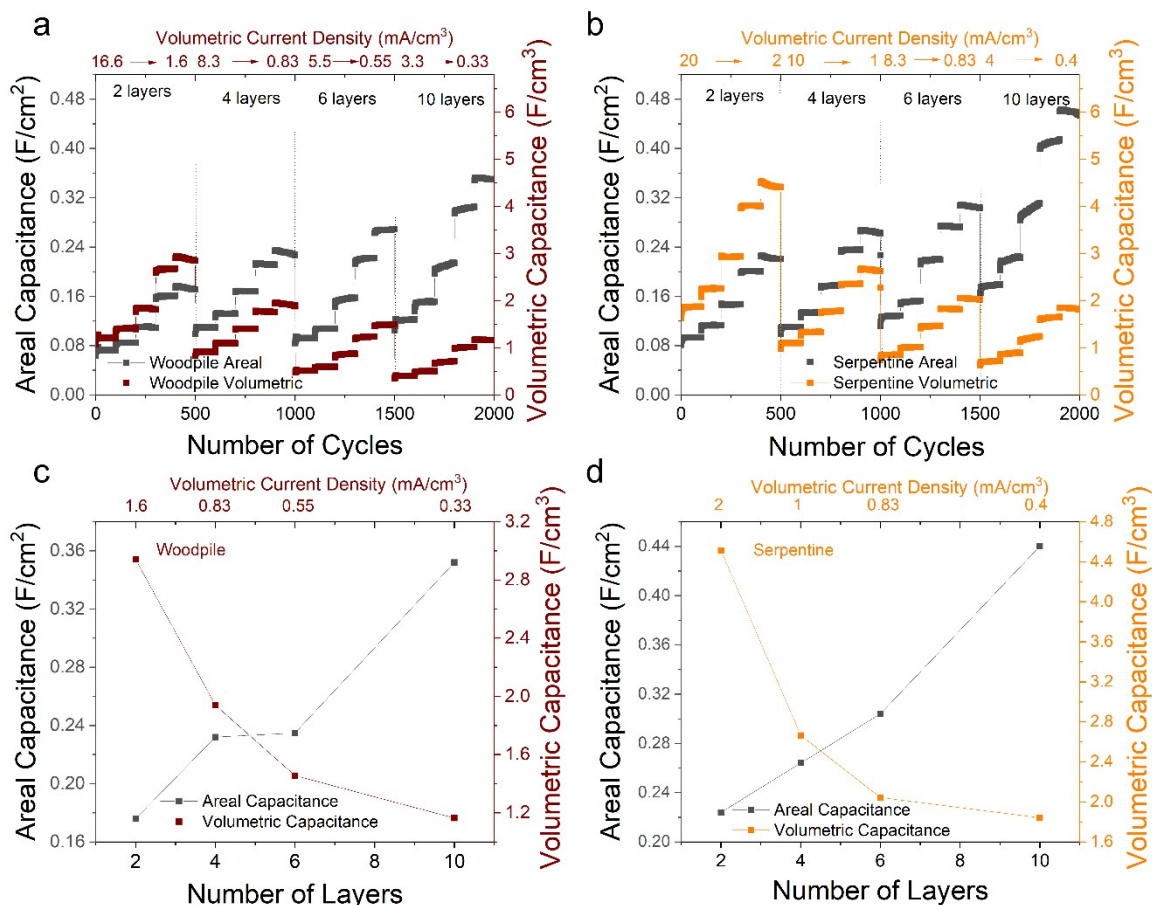 a
Volumetric Current Density (mA/cm³)
16.6 → 1.6 8.3 → 0.83 5.5 → 0.55 3.3 → 0.33
2 layers
4 layers
6 layers
10 layers
Areal Capacitance (F/cm²)
0.48
0.40
0.32
0.24
0.16
0.08
0.00
6
5
4
3
2
1
0
Volumetric Capacitance (F/cm³)
Woodpile Areal
Woodpile Volumetric
0 500 1000 1500 2000
Number of Cycles
b
Volumetric Current Density (mA/cm³)
20 → 2 10 → 1 8.3 → 0.83 4 → 0.4
2 layers
4 layers
6 layers
10 layers
Areal Capacitance (F/cm²)
0.48
0.40
0.32
0.24
0.16
0.08
0.00
6
5
4
3
2
1
0
Volumetric Capacitance (F/cm³)
Serpentine Areal
Serpentine Volumetric
0 500 1000 1500 2000
Number of Cycles
c
Volumetric Current Density (mA/cm³)
1.6 0.83 0.55 0.33
Woodpile
Areal Capacitance (F/cm²)
0.36
0.32
0.28
0.24
0.20
0.16
3.2
2.8
2.4
2.0
1.6
1.2
Volumetric Capacitance (F/cm³)
Areal Capacitance
Volumetric Capacitance
2 4 6 8 10
Number of Layers
d
Volumetric Current Density (mA/cm³)
2 1 0.83 0.4
Serpentine
Areal Capacitance (F/cm²)
0.44
0.40
0.36
0.32
0.28
0.24
0.20
4.8
4.4
4.0
3.6
3.2
2.8
2.4
2.0
1.6
Volumetric Capacitance (F/cm³)
Areal Capacitance
Volumetric Capacitance
2 4 6 8 10
Number of Layers